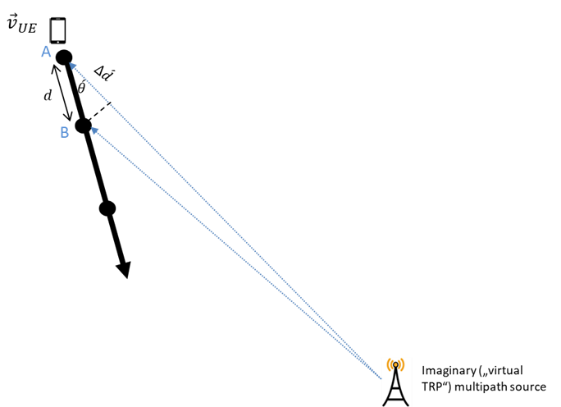 v⃗UE
A
Δd̂
θ̂
d
B
Imaginary („virtual
TRP“) multipath source